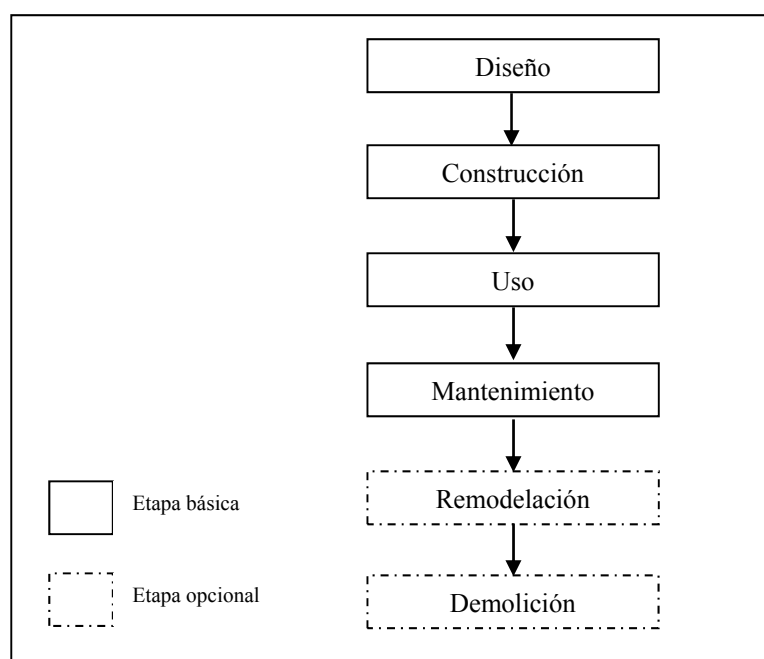 Diseño
Construcción
Uso
Mantenimiento
Remodelación
Demolición
Etapa básica
Etapa opcional